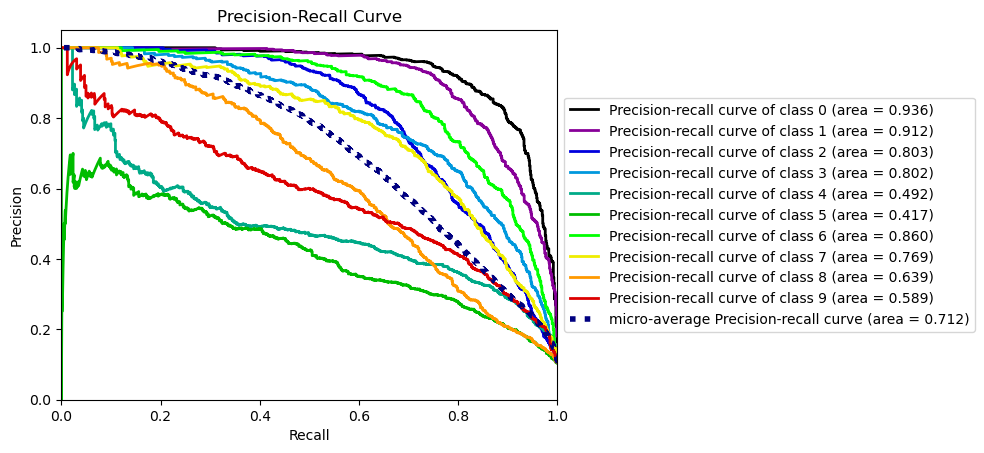 Precision-Recall Curve
1.0
0.8
0.6
0.4
0.2
0.0
Precision
0.0 0.2 0.4 0.6 0.8 1.0
Recall
Precision-recall curve of class 0 (area = 0.936)
Precision-recall curve of class 1 (area = 0.912)
Precision-recall curve of class 2 (area = 0.803)
Precision-recall curve of class 3 (area = 0.802)
Precision-recall curve of class 4 (area = 0.492)
Precision-recall curve of class 5 (area = 0.417)
Precision-recall curve of class 6 (area = 0.860)
Precision-recall curve of class 7 (area = 0.769)
Precision-recall curve of class 8 (area = 0.639)
Precision-recall curve of class 9 (area = 0.589)
micro-average Precision-recall curve (area = 0.712)